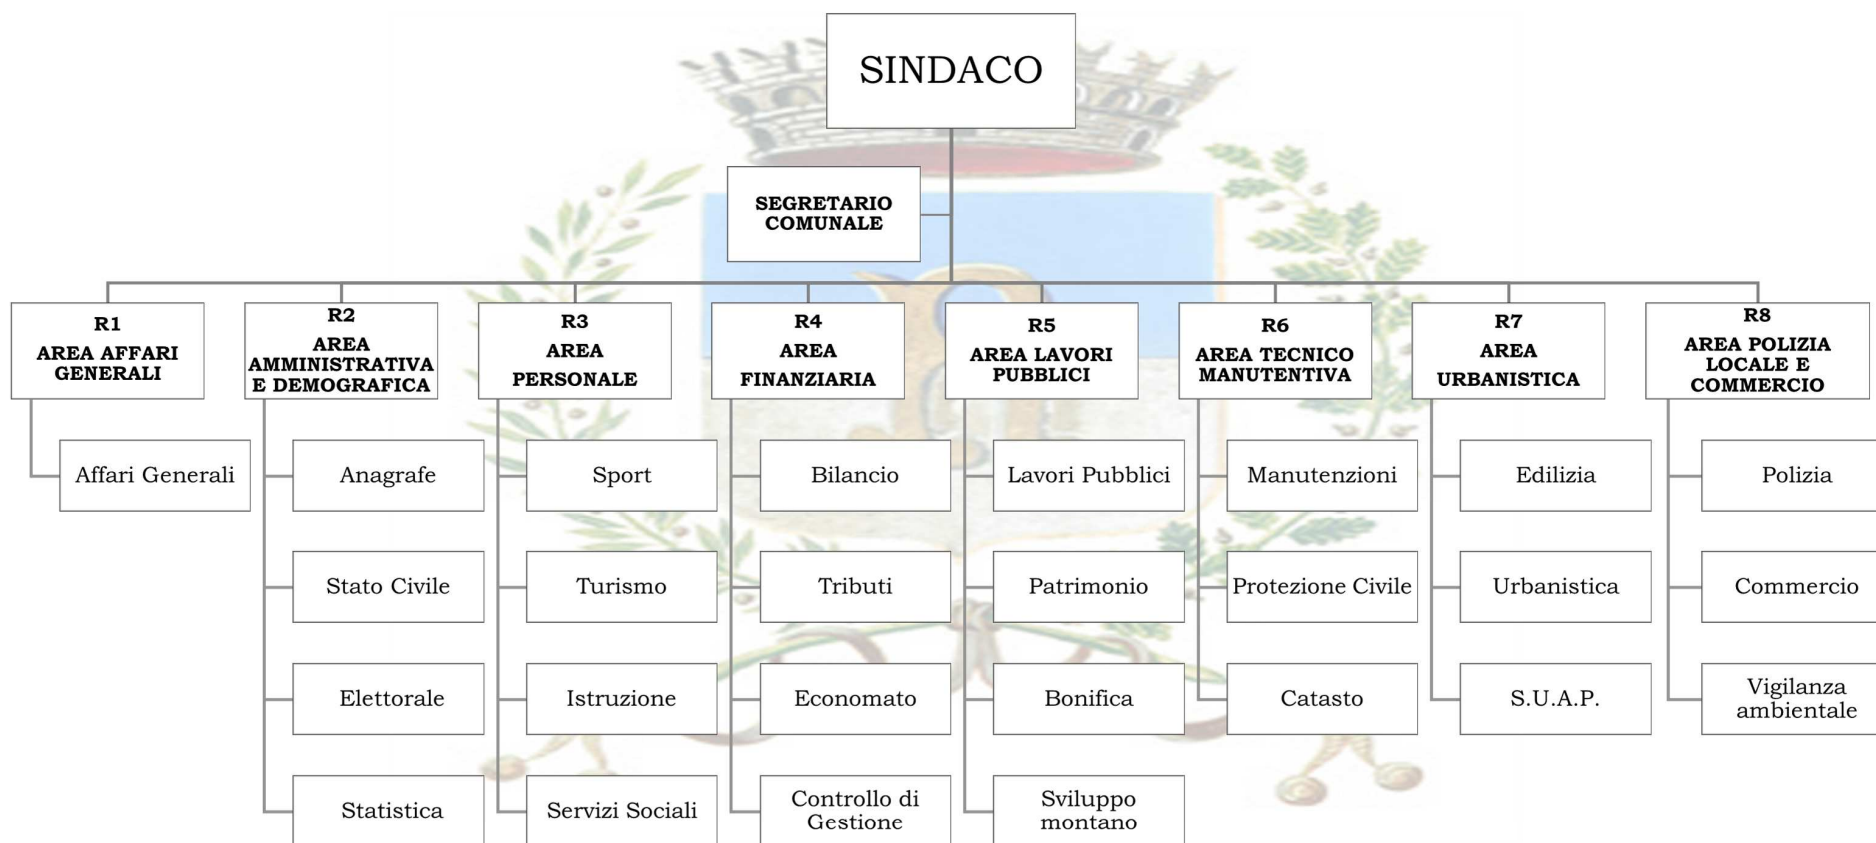 SINDACO
SEGRETARIO
COMUNALE
R1
AREA AFFARI
GENERALI
Affari Generali
R2
AREA
AMMINISTRATIVA
E DEMOGRAFICA
Anagrafe
Stato Civile
Elettorale
Statistica
R3
AREA
PERSONALE
Sport
Turismo
Istruzione
Servizi Sociali
R4
AREA
FINANZIARIA
Bilancio
Tributi
Economato
Controllo di
Gestione
R5
AREA LAVORI
PUBBLICI
Lavori Pubblici
Patrimonio
Bonifica
Sviluppo
montano
R6
AREA TECNICO
MANUTENTIVA
Manutenzioni
Protezione Civile
Catasto
R7
AREA
URBANISTICA
Edilizia
Urbanistica
S.U.A.P.
R8
AREA POLIZIA
LOCALE E
COMMERCIO
Polizia
Commercio
Vigilanza
ambientale